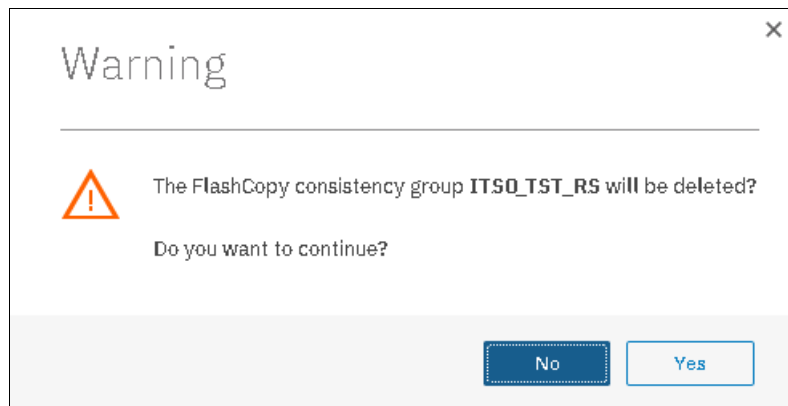 Warning
The FlashCopy consistency group ITSO_TST_RS will be deleted?
Do you want to continue?
No
Yes